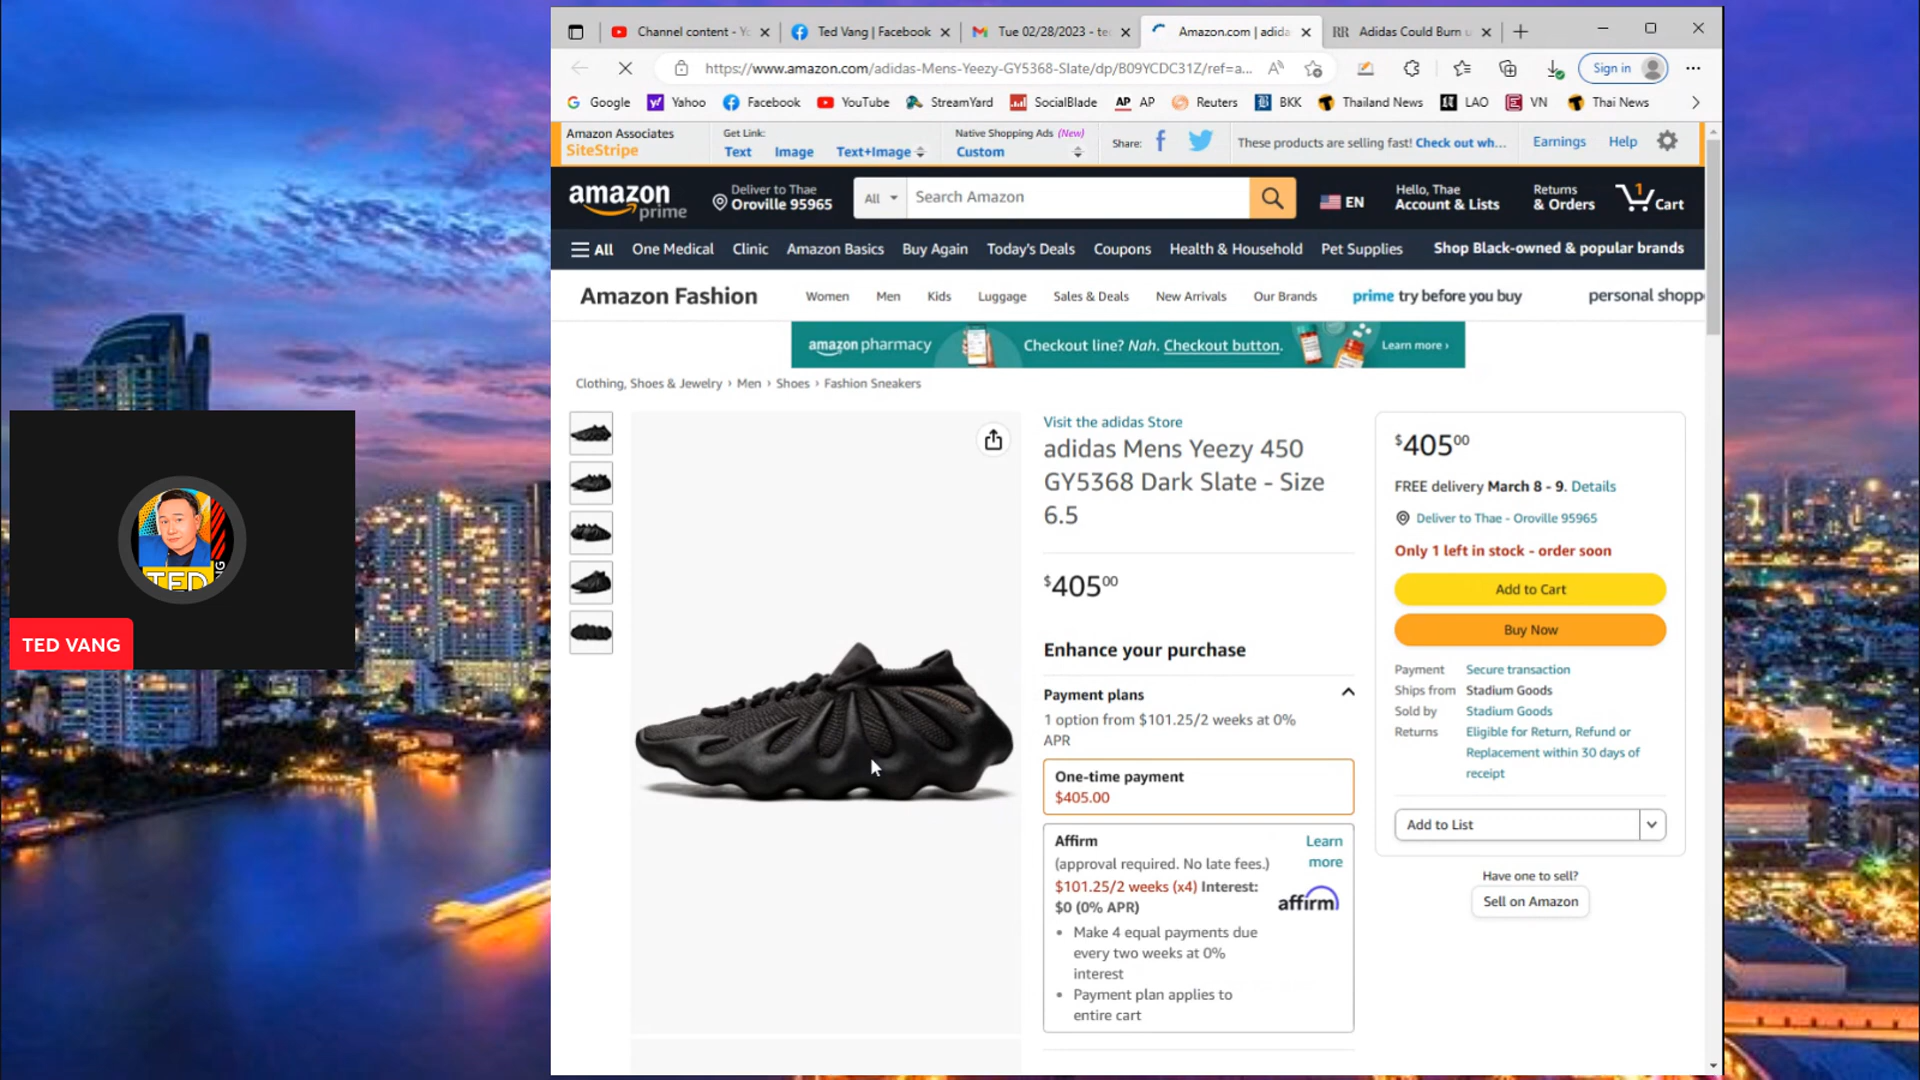 Channel content - Yo
Ted Vang | Facebook
Tue 02/28/2023 - te
Amazon.com | adida
RR Adidas Could Burn u
https://www.amazon.com/adidas-Mens-Yeezy-GY5368-Slate/dp/B09YCDC31Z/ref=a...
Sign in
Google
Yahoo
Facebook
YouTube
StreamYard
SocialBlade
AP AP
Reuters
B BKK
Thailand News
LAO
VN
Thai News
Amazon Associates
SiteStripe
Get Link:
Text Image Text+Image
Native Shopping Ads (New)
Custom
Share:
These products are selling fast! Check out wh...
Earnings
Help
amazon
prime
Deliver to Thae
Oroville 95965
All
Search Amazon
EN
Hello, Thae
Account & Lists
Returns
& Orders
1
Cart
All One Medical Clinic Amazon Basics Buy Again Today's Deals Coupons Health & Household Pet Supplies Shop Black-owned & popular brands
Amazon Fashion Women Men Kids Luggage Sales & Deals New Arrivals Our Brands prime try before you buy personal shopp
amazon pharmacy Checkout line? Nah. Checkout button. Learn more ›
Clothing, Shoes & Jewelry › Men › Shoes › Fashion Sneakers
TED
TED VANG
Visit the adidas Store
adidas Mens Yeezy 450
GY5368 Dark Slate - Size
6.5
$40500
Enhance your purchase
Payment plans
1 option from $101.25/2 weeks at 0%
APR
One-time payment
$405.00
Affirm
Learn
more
(approval required. No late fees.)
$101.25/2 weeks (x4) Interest:
$0 (0% APR)
affirm
• Make 4 equal payments due
every two weeks at 0%
interest
• Payment plan applies to
entire cart
$40500
FREE delivery March 8 - 9. Details
Deliver to Thae - Oroville 95965
Only 1 left in stock - order soon
Add to Cart
Buy Now
Payment Secure transaction
Ships from Stadium Goods
Sold by Stadium Goods
Returns Eligible for Return, Refund or
Replacement within 30 days of
receipt
Add to List
Have one to sell?
Sell on Amazon